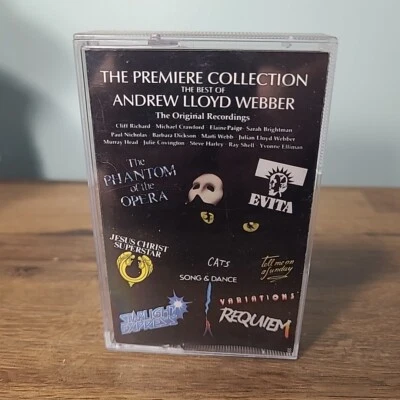 THE PREMIERE COLLECTION
THE BEST OF
ANDREW LLOYD WEBBER
The Original Recordings
Cliff Richard Michael Crawford Elaine Paige Sarah Brightman
Paul Nicholas Barbara Dickson Marti Webb Julian Lloyd Webber
Murray Head Julie Covington Steve Harley Ray Shell Yvonne Elliman
The
PHANTOM
of the
OPERA
EVITA
JESUS CHRIST
SUPERSTAR
CATS
Tell me on
a Sunday
SONG & DANCE
VARIATIONS
STARLIGHT
EXPRESS
REQUIEM